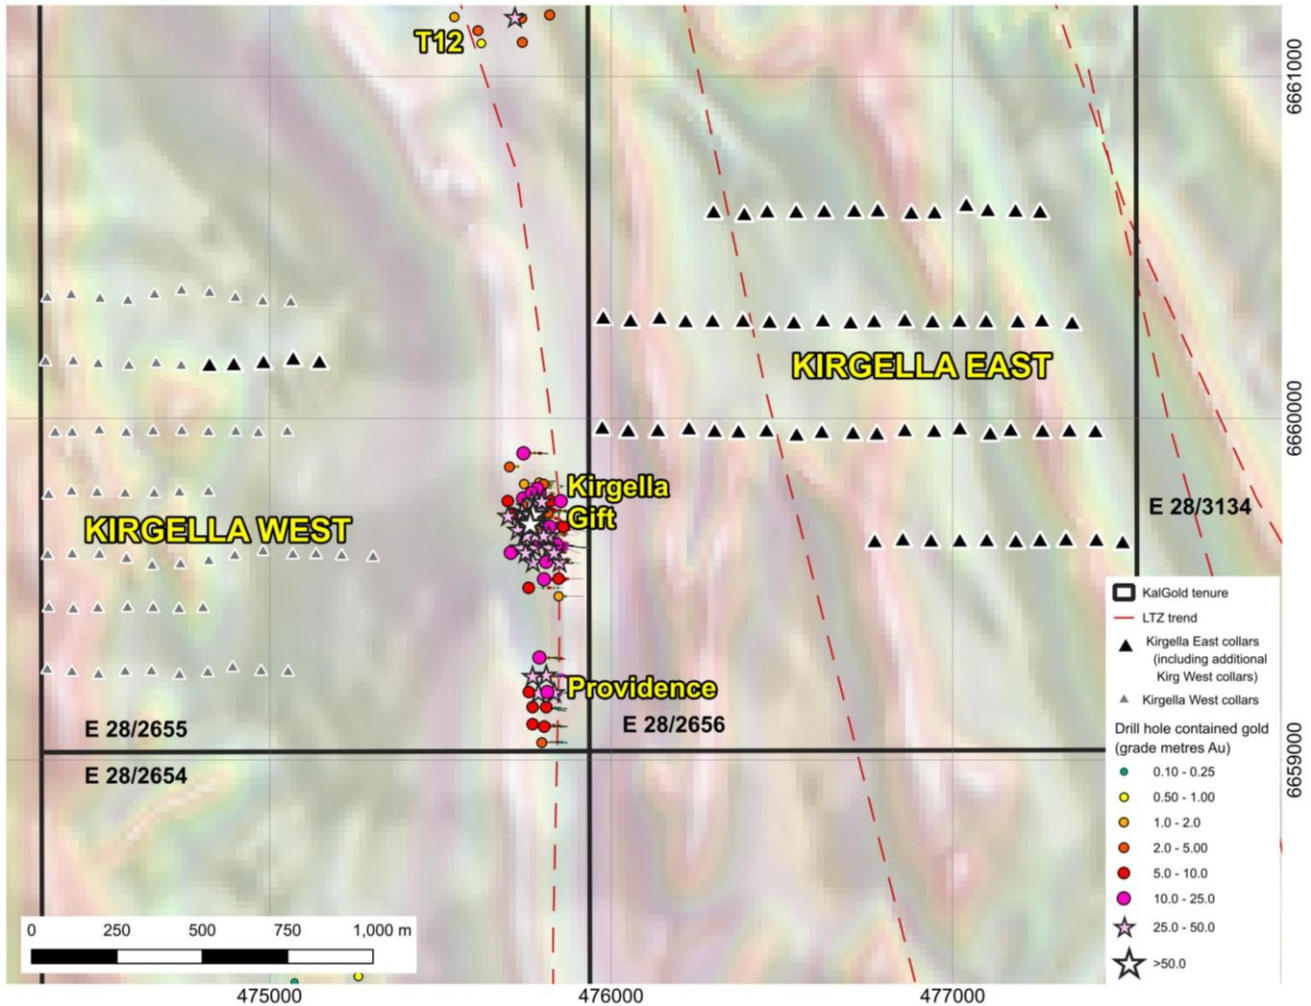 T12
6661000
KIRGELLA EAST
6660000
Kirgella
Gift
KIRGELLA WEST
E 28/3134
Providence
E 28/2655
E 28/2656
E 28/2654
6659000
KalGold tenure
LTZ trend
Kirgella East collars
(including additional
Kirg West collars)
Kirgella West collars
Drill hole contained gold
(grade metres Au)
0.10 - 0.25
0.50 - 1.00
1.0 - 2.0
2.0 - 5.00
5.0 - 10.0
10.0 - 25.0
25.0 - 50.0
>50.0
0 250 500 750 1,000 m
475000 476000 477000